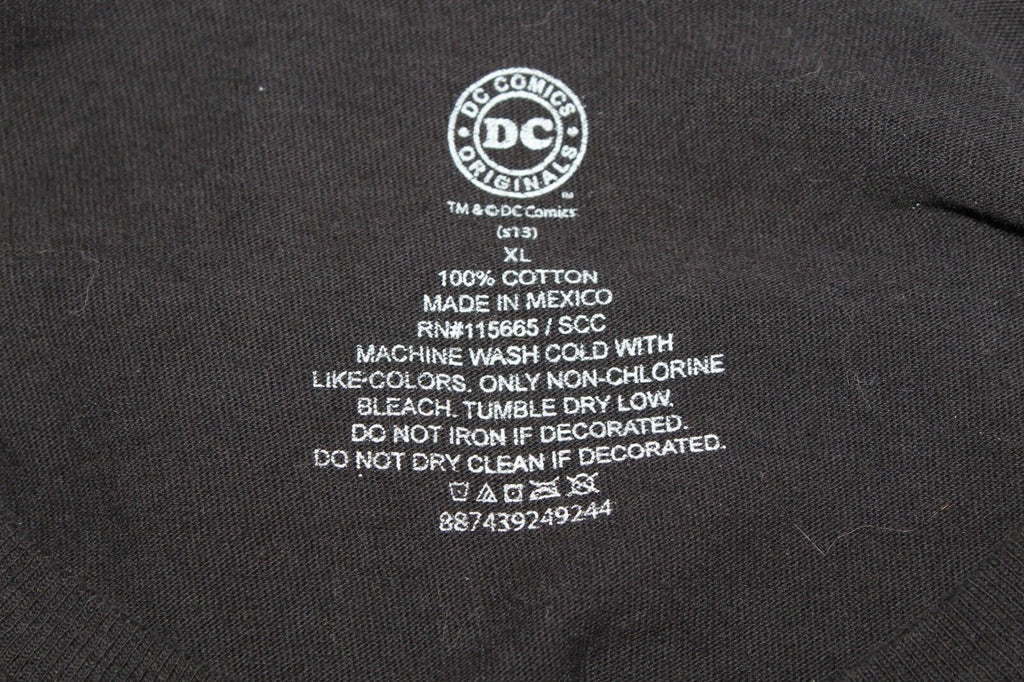 DC COMICS
DC
ORIGINALS
TM
TM & © DC Comics
(s13)
XL
100% COTTON
MADE IN MEXICO
RN#115665 / SCC
MACHINE WASH COLD WITH
LIKE-COLORS. ONLY NON-CHLORINE
BLEACH. TUMBLE DRY LOW.
DO NOT IRON IF DECORATED.
DO NOT DRY CLEAN IF DECORATED.
887439249244